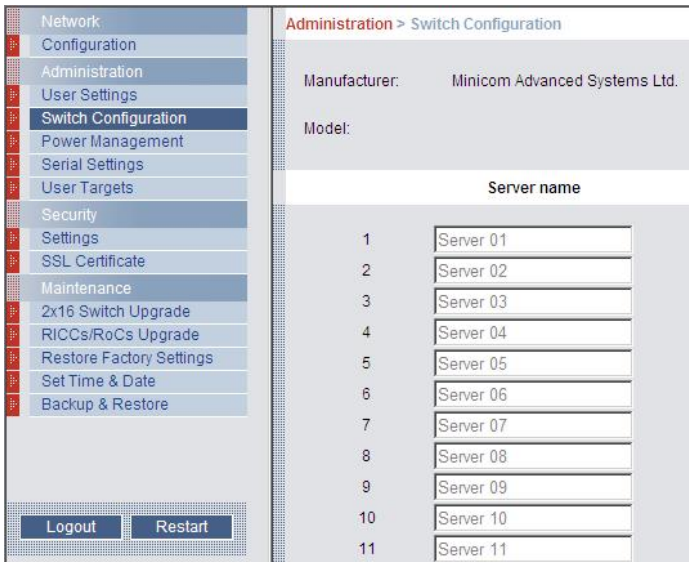 Network
Configuration
Administration
User Settings
Switch Configuration
Power Management
Serial Settings
User Targets
Security
Settings
SSL Certificate
Maintenance
2x16 Switch Upgrade
RICCs/RoCs Upgrade
Restore Factory Settings
Set Time & Date
Backup & Restore
Logout Restart
Administration > Switch Configuration
Manufacturer: Minicom Advanced Systems Ltd.
Model:
Server name
1 Server 01
2 Server 02
3 Server 03
4 Server 04
5 Server 05
6 Server 06
7 Server 07
8 Server 08
9 Server 09
10 Server 10
11 Server 11